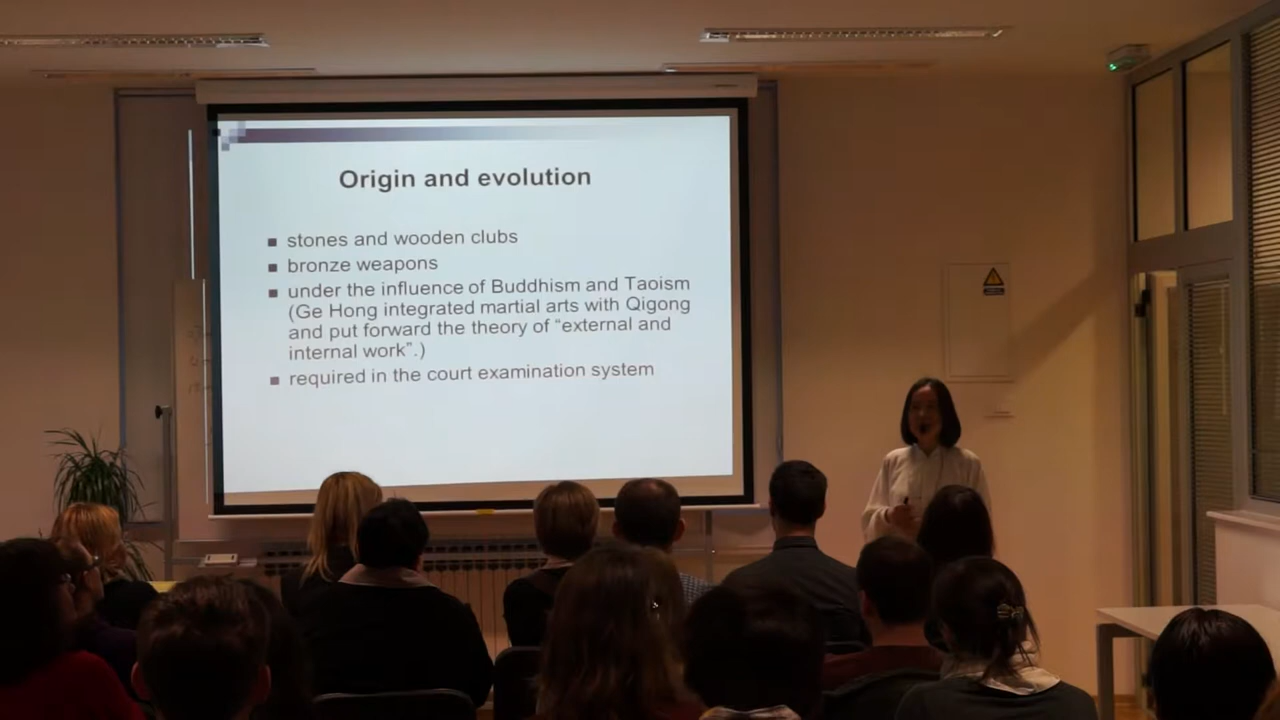 Origin and evolution
stones and wooden clubs
bronze weapons
under the influence of Buddhism and Taoism
(Ge Hong integrated martial arts with Qigong
and put forward the theory of “external and
internal work”.)
required in the court examination system